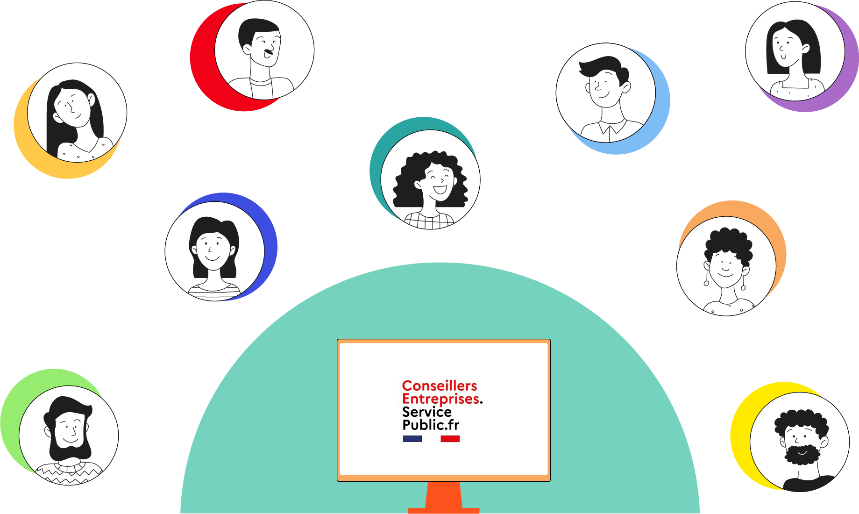 Conseillers
Entreprises.
Service
Public.fr